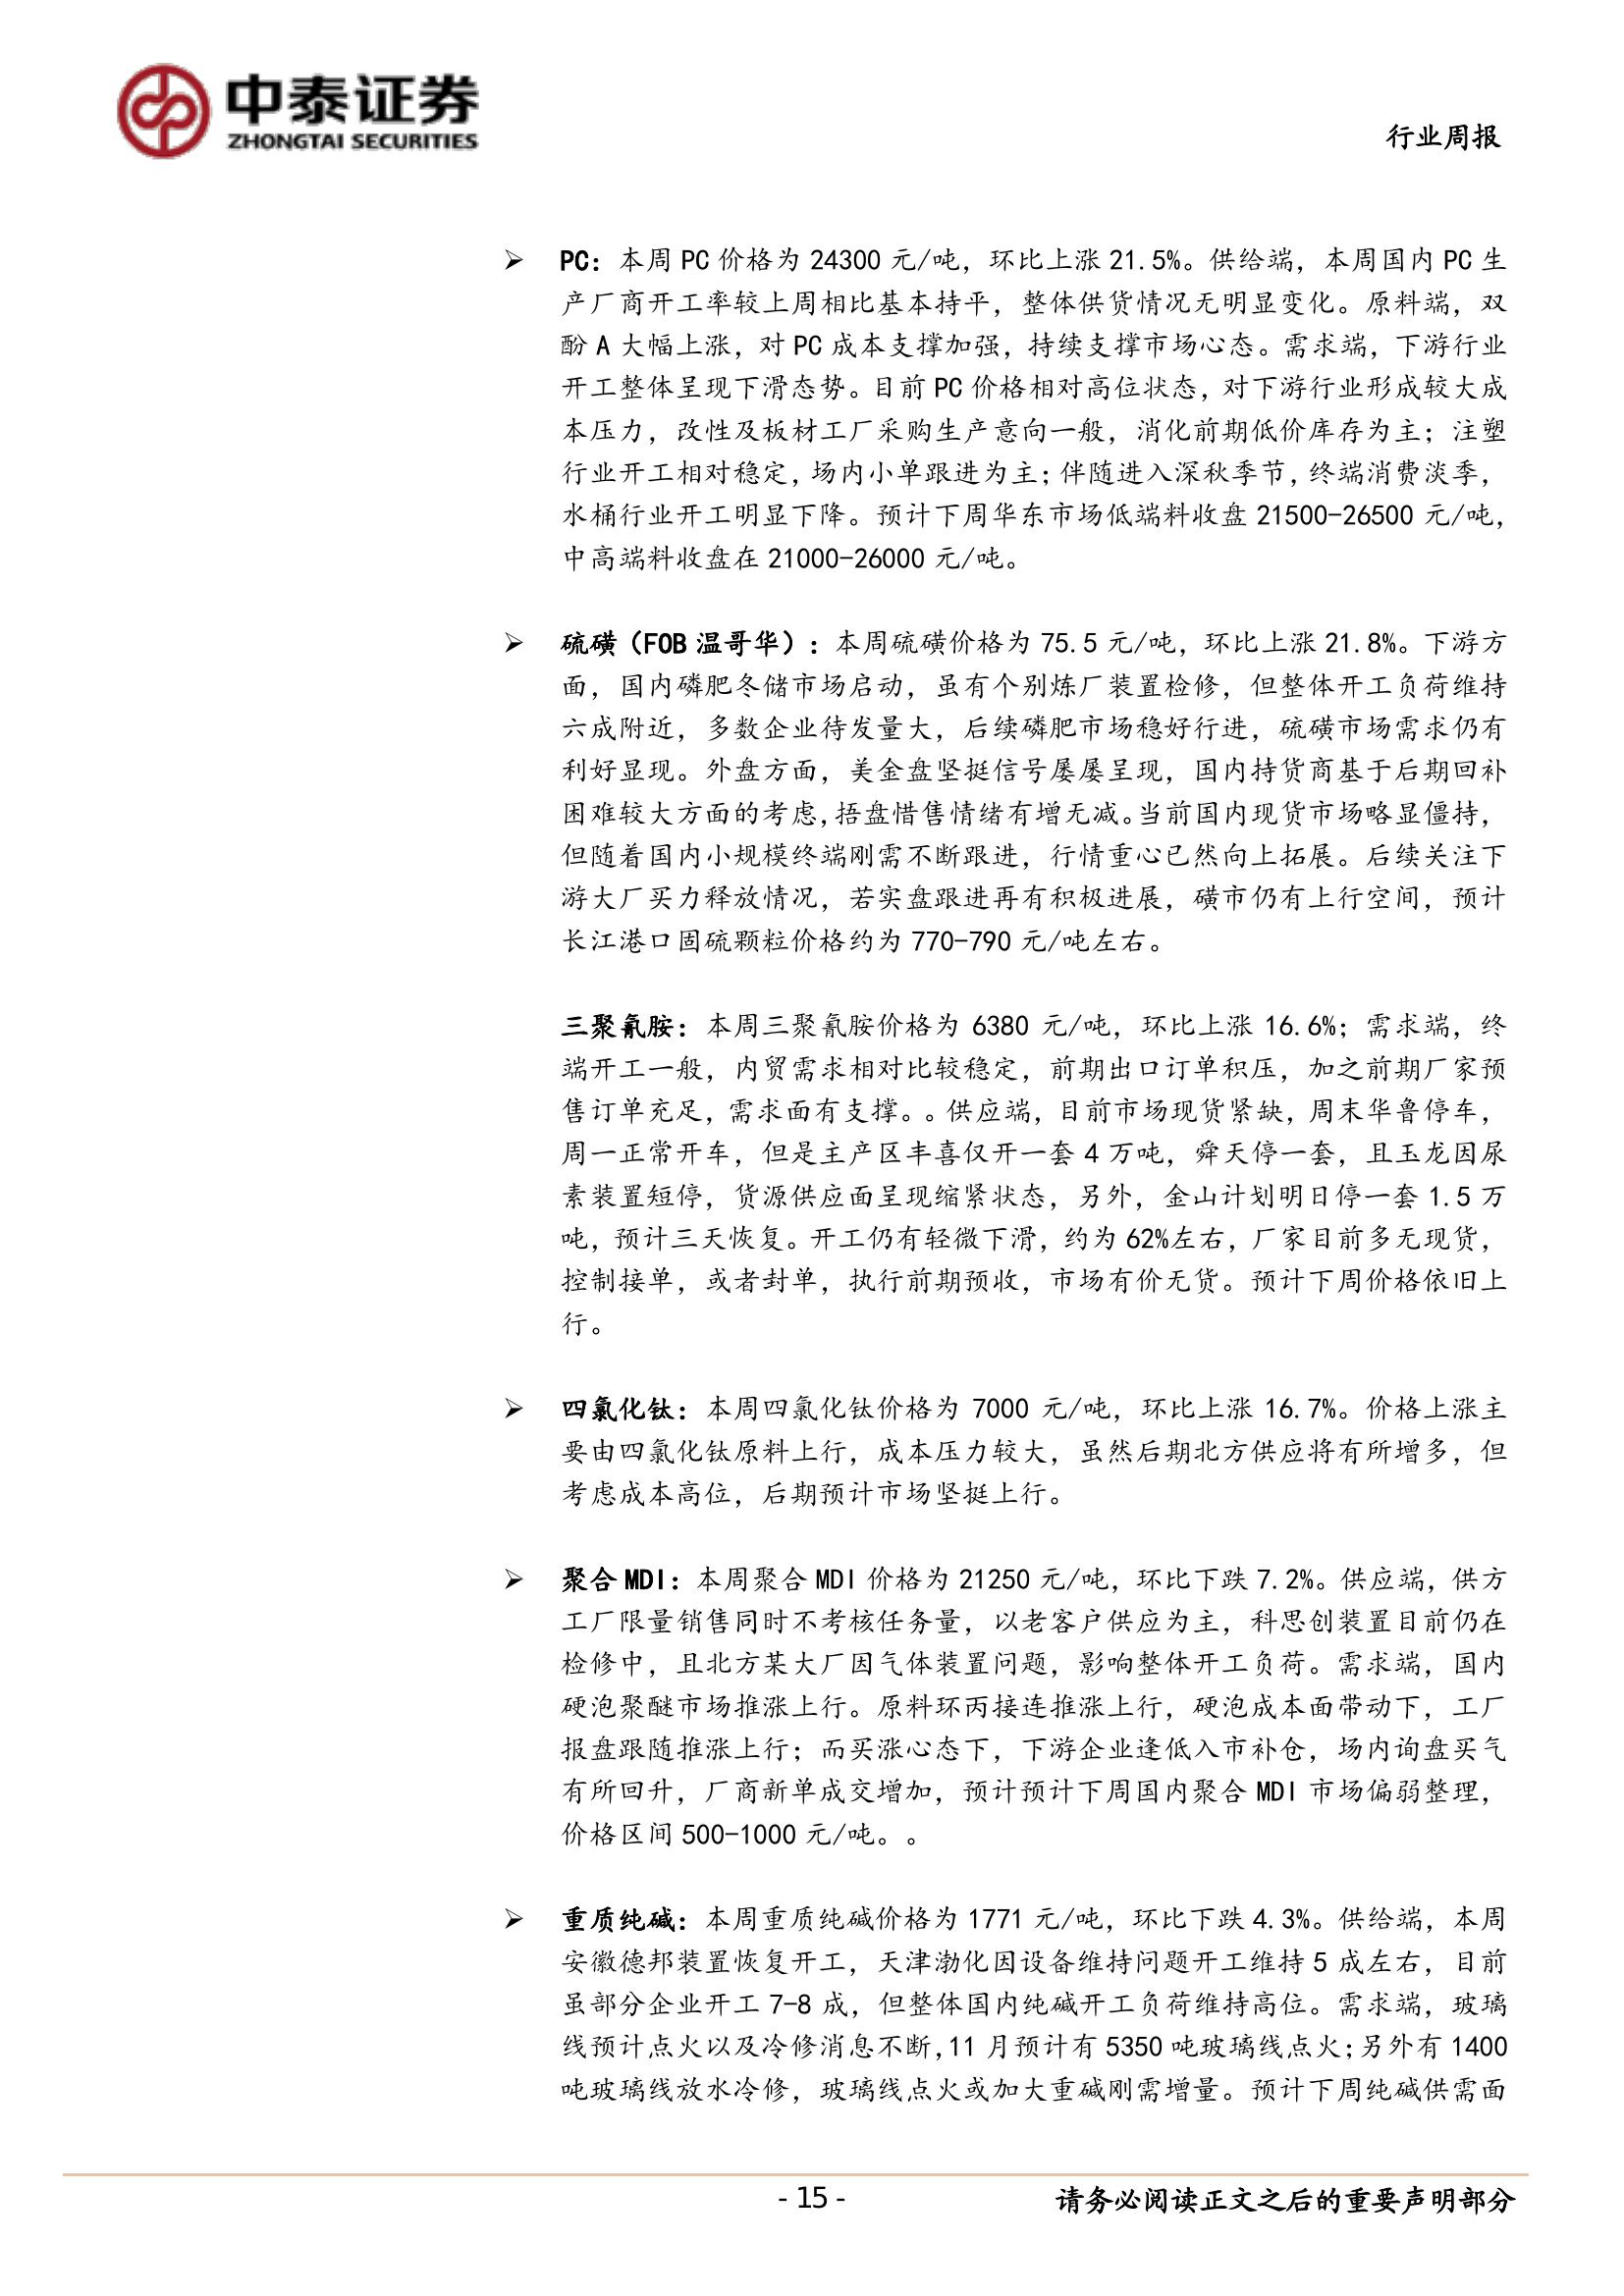 中泰证券
ZHONGTAI SECURITIES
行业周报
➢ PC：本周 PC 价格为 24300 元/吨，环比上涨 21.5%。供给端，本周国内 PC 生
产厂商开工率较上周相比基本持平，整体供货情况无明显变化。原料端，双
酚 A 大幅上涨，对 PC 成本支撑加强，持续支撑市场心态。需求端，下游行业
开工整体呈现下滑态势。目前 PC 价格相对高位状态，对下游行业形成较大成
本压力，改性及板材工厂采购生产意向一般，消化前期低价库存为主；注塑
行业开工相对稳定，场内小单跟进为主；伴随进入深秋季节，终端消费淡季，
水桶行业开工明显下降。预计下周华东市场低端料收盘 21500-26500 元/吨，
中高端料收盘在 21000-26000 元/吨。
➢ 硫磺（FOB 温哥华）：本周硫磺价格为 75.5 元/吨，环比上涨 21.8%。下游方
面，国内磷肥冬储市场启动，虽有个别炼厂装置检修，但整体开工负荷维持
六成附近，多数企业待发量大，后续磷肥市场稳好行进，硫磺市场需求仍有
利好显现。外盘方面，美金盘坚挺信号屡屡呈现，国内持货商基于后期回补
困难较大方面的考虑，捂盘惜售情绪有增无减。当前国内现货市场略显僵持，
但随着国内小规模终端刚需不断跟进，行情重心已然向上拓展。后续关注下
游大厂买力释放情况，若实盘跟进再有积极进展，磺市仍有上行空间，预计
长江港口固硫颗粒价格约为 770-790 元/吨左右。
三聚氰胺：本周三聚氰胺价格为 6380 元/吨，环比上涨 16.6%；需求端，终
端开工一般，内贸需求相对比较稳定，前期出口订单积压，加之前期厂家预
售订单充足，需求面有支撑。。供应端，目前市场现货紧缺，周末华鲁停车，
周一正常开车，但是主产区丰喜仅开一套 4 万吨，舜天停一套，且玉龙因尿
素装置短停，货源供应面呈现缩紧状态，另外，金山计划明日停一套 1.5 万
吨，预计三天恢复。开工仍有轻微下滑，约为 62%左右，厂家目前多无现货，
控制接单，或者封单，执行前期预收，市场有价无货。预计下周价格依旧上
行。
➢ 四氯化钛：本周四氯化钛价格为 7000 元/吨，环比上涨 16.7%。价格上涨主
要由四氯化钛原料上行，成本压力较大，虽然后期北方供应将有所增多，但
考虑成本高位，后期预计市场坚挺上行。
➢ 聚合 MDI：本周聚合 MDI 价格为 21250 元/吨，环比下跌 7.2%。供应端，供方
工厂限量销售同时不考核任务量，以老客户供应为主，科思创装置目前仍在
检修中，且北方某大厂因气体装置问题，影响整体开工负荷。需求端，国内
硬泡聚醚市场推涨上行。原料环丙接连推涨上行，硬泡成本面带动下，工厂
报盘跟随推涨上行；而买涨心态下，下游企业逢低入市补仓，场内询盘买气
有所回升，厂商新单成交增加，预计预计下周国内聚合 MDI 市场偏弱整理，
价格区间 500-1000 元/吨。。
➢ 重质纯碱：本周重质纯碱价格为 1771 元/吨，环比下跌 4.3%。供给端，本周
安徽德邦装置恢复开工，天津渤化因设备维持问题开工维持 5 成左右，目前
虽部分企业开工 7-8 成，但整体国内纯碱开工负荷维持高位。需求端，玻璃
线预计点火以及冷修消息不断，11 月预计有 5350 吨玻璃线点火；另外有 1400
吨玻璃线放水冷修，玻璃线点火或加大重碱刚需增量。预计下周纯碱供需面
- 15 -
请务必阅读正文之后的重要声明部分